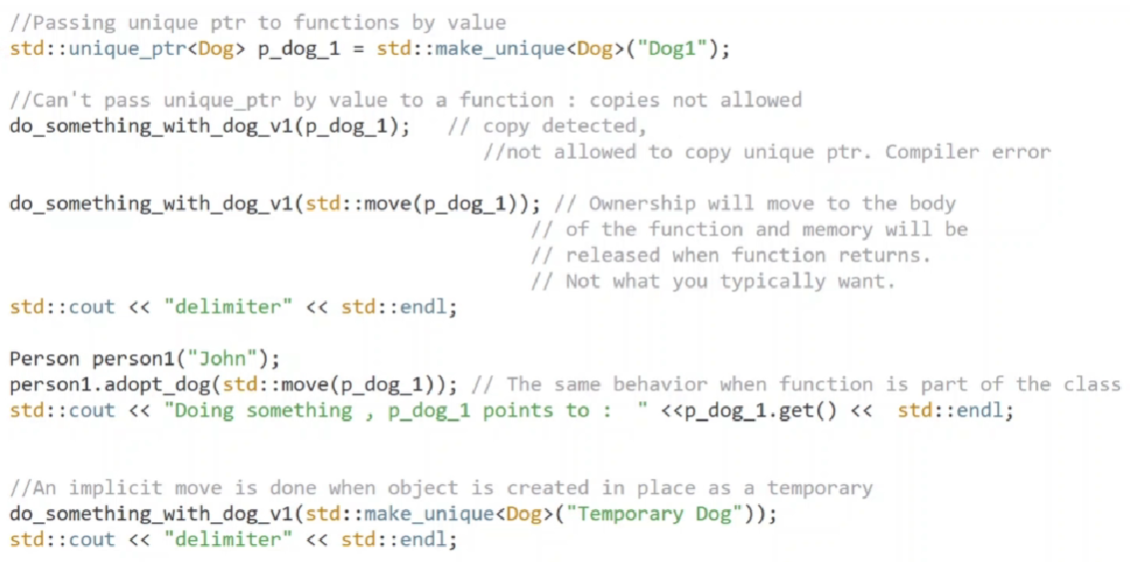 //Passing unique ptr to functions by value
std::unique_ptr<Dog> p_dog_1 = std::make_unique<Dog>("Dog1");
//Can't pass unique_ptr by value to a function : copies not allowed
do_something_with_dog_v1(p_dog_1);   // copy detected,
//not allowed to copy unique ptr. Compiler error
do_something_with_dog_v1(std::move(p_dog_1)); // Ownership will move to the body
// of the function and memory will be
// released when function returns.
// Not what you typically want.
std::cout << "delimiter" << std::endl;
Person person1("John");
person1.adopt_dog(std::move(p_dog_1)); // The same behavior when function is part of the class
std::cout << "Doing something , p_dog_1 points to :  " <<p_dog_1.get() <<  std::endl;
//An implicit move is done when object is created in place as a temporary
do_something_with_dog_v1(std::make_unique<Dog>("Temporary Dog"));
std::cout << "delimiter" << std::endl;